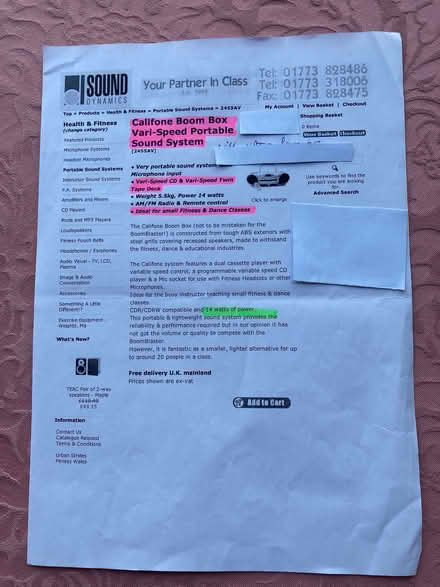 SOUND
DYNAMICS
Your Partner In Class
Tel: 01773 828486
Tel: 01773 318006
Fax: 01773 828475
Top » Products » Health & Fitness » Portable Sound Systems » 2455AV
My Account | View Basket | Checkout
Health & Fitness
(change category)
Featured Products
Microphone Systems
Headset Microphones
Portable Sound Systems
Instructor Sound Systems
P.A. Systems
Amplifiers and Mixers
CD Players
iPods and MP3 Players
Loudspeakers
Fitness Pouch Belts
Headphones / Earphones
Audio Visual - TV, LCD,
Plasma
Image & Audio
Conversation
Accessories
Something A Little
Different?
Exercise Equipment -
Weights, Mats
What's New?
TEAC Pair of 2-way
speakers - Maple
Information
Contact Us
Catalogue Request
Terms & Conditions
Urban Strides
Fitness Wales
Califone Boom Box
Vari-Speed Portable
Sound System
[2455AV]
• Very portable sound system
Microphone input
• Vari-Speed CD & Vari-Speed Twin
Tape Deck
• Weight 5.5kg, Power 14 watts
• AM/FM Radio & Remote control
• Ideal for small Fitness & Dance Classes
Click to enlarge
The Califone Boom Box (not to be mistaken for the
BoomBlaster!) is constructed from tough ABS exteriors with
steel grills covering recessed speakers, made to withstand
the fitness, dance & educational industries.
The Califone system features a dual cassette player with
variable speed control, a programmable variable speed CD
player & a Mic socket for use with Fitness Headsets or other
Microphones.
Ideal for the busy instructor teaching small fitness & dance
classes.
CDR/CDRW compatible and 14 watts of power.
This portable & lightweight sound system provides the
reliability & performance required but in our opinion it has
not got the volume or quality to compete with the
BoomBlaster.
However, it is fantastic as a smaller, lighter alternative for up
to around 20 people in a class.
Free delivery U.K. mainland
Prices shown are ex-vat
Add to Cart
Shopping Basket
0 items
View Basket Checkout
Use keywords to find the
product you are looking
for.
Advanced Search